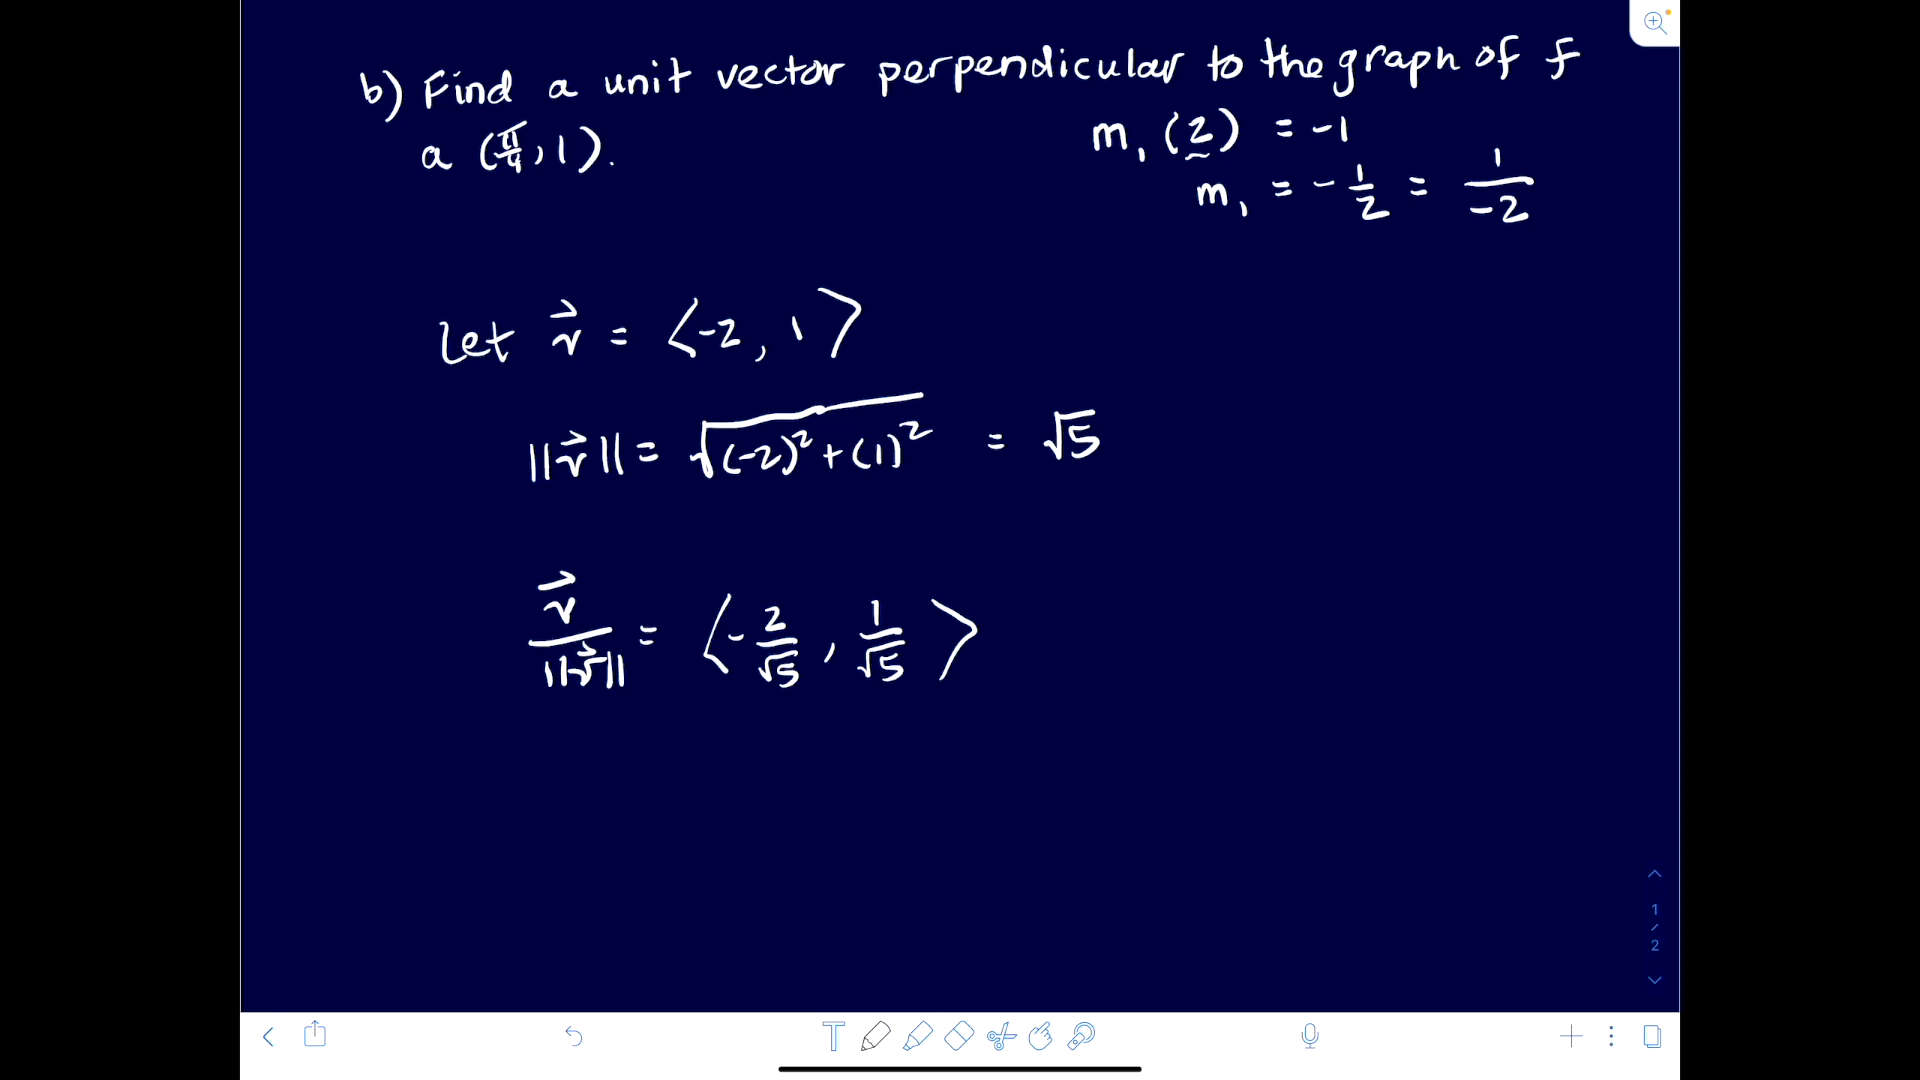 b) Find a unit vector perpendicular to the graph of f
a (π/4, 1).
m₁ (2) = -1
m₁ = -1/2 = 1/-2
Let v⃗ = ⟨-2, 1⟩
||v⃗|| = √((-2)² + (1)²) = √5
v⃗/||v⃗|| = ⟨-2/√5, 1/√5⟩
1
/
2
T